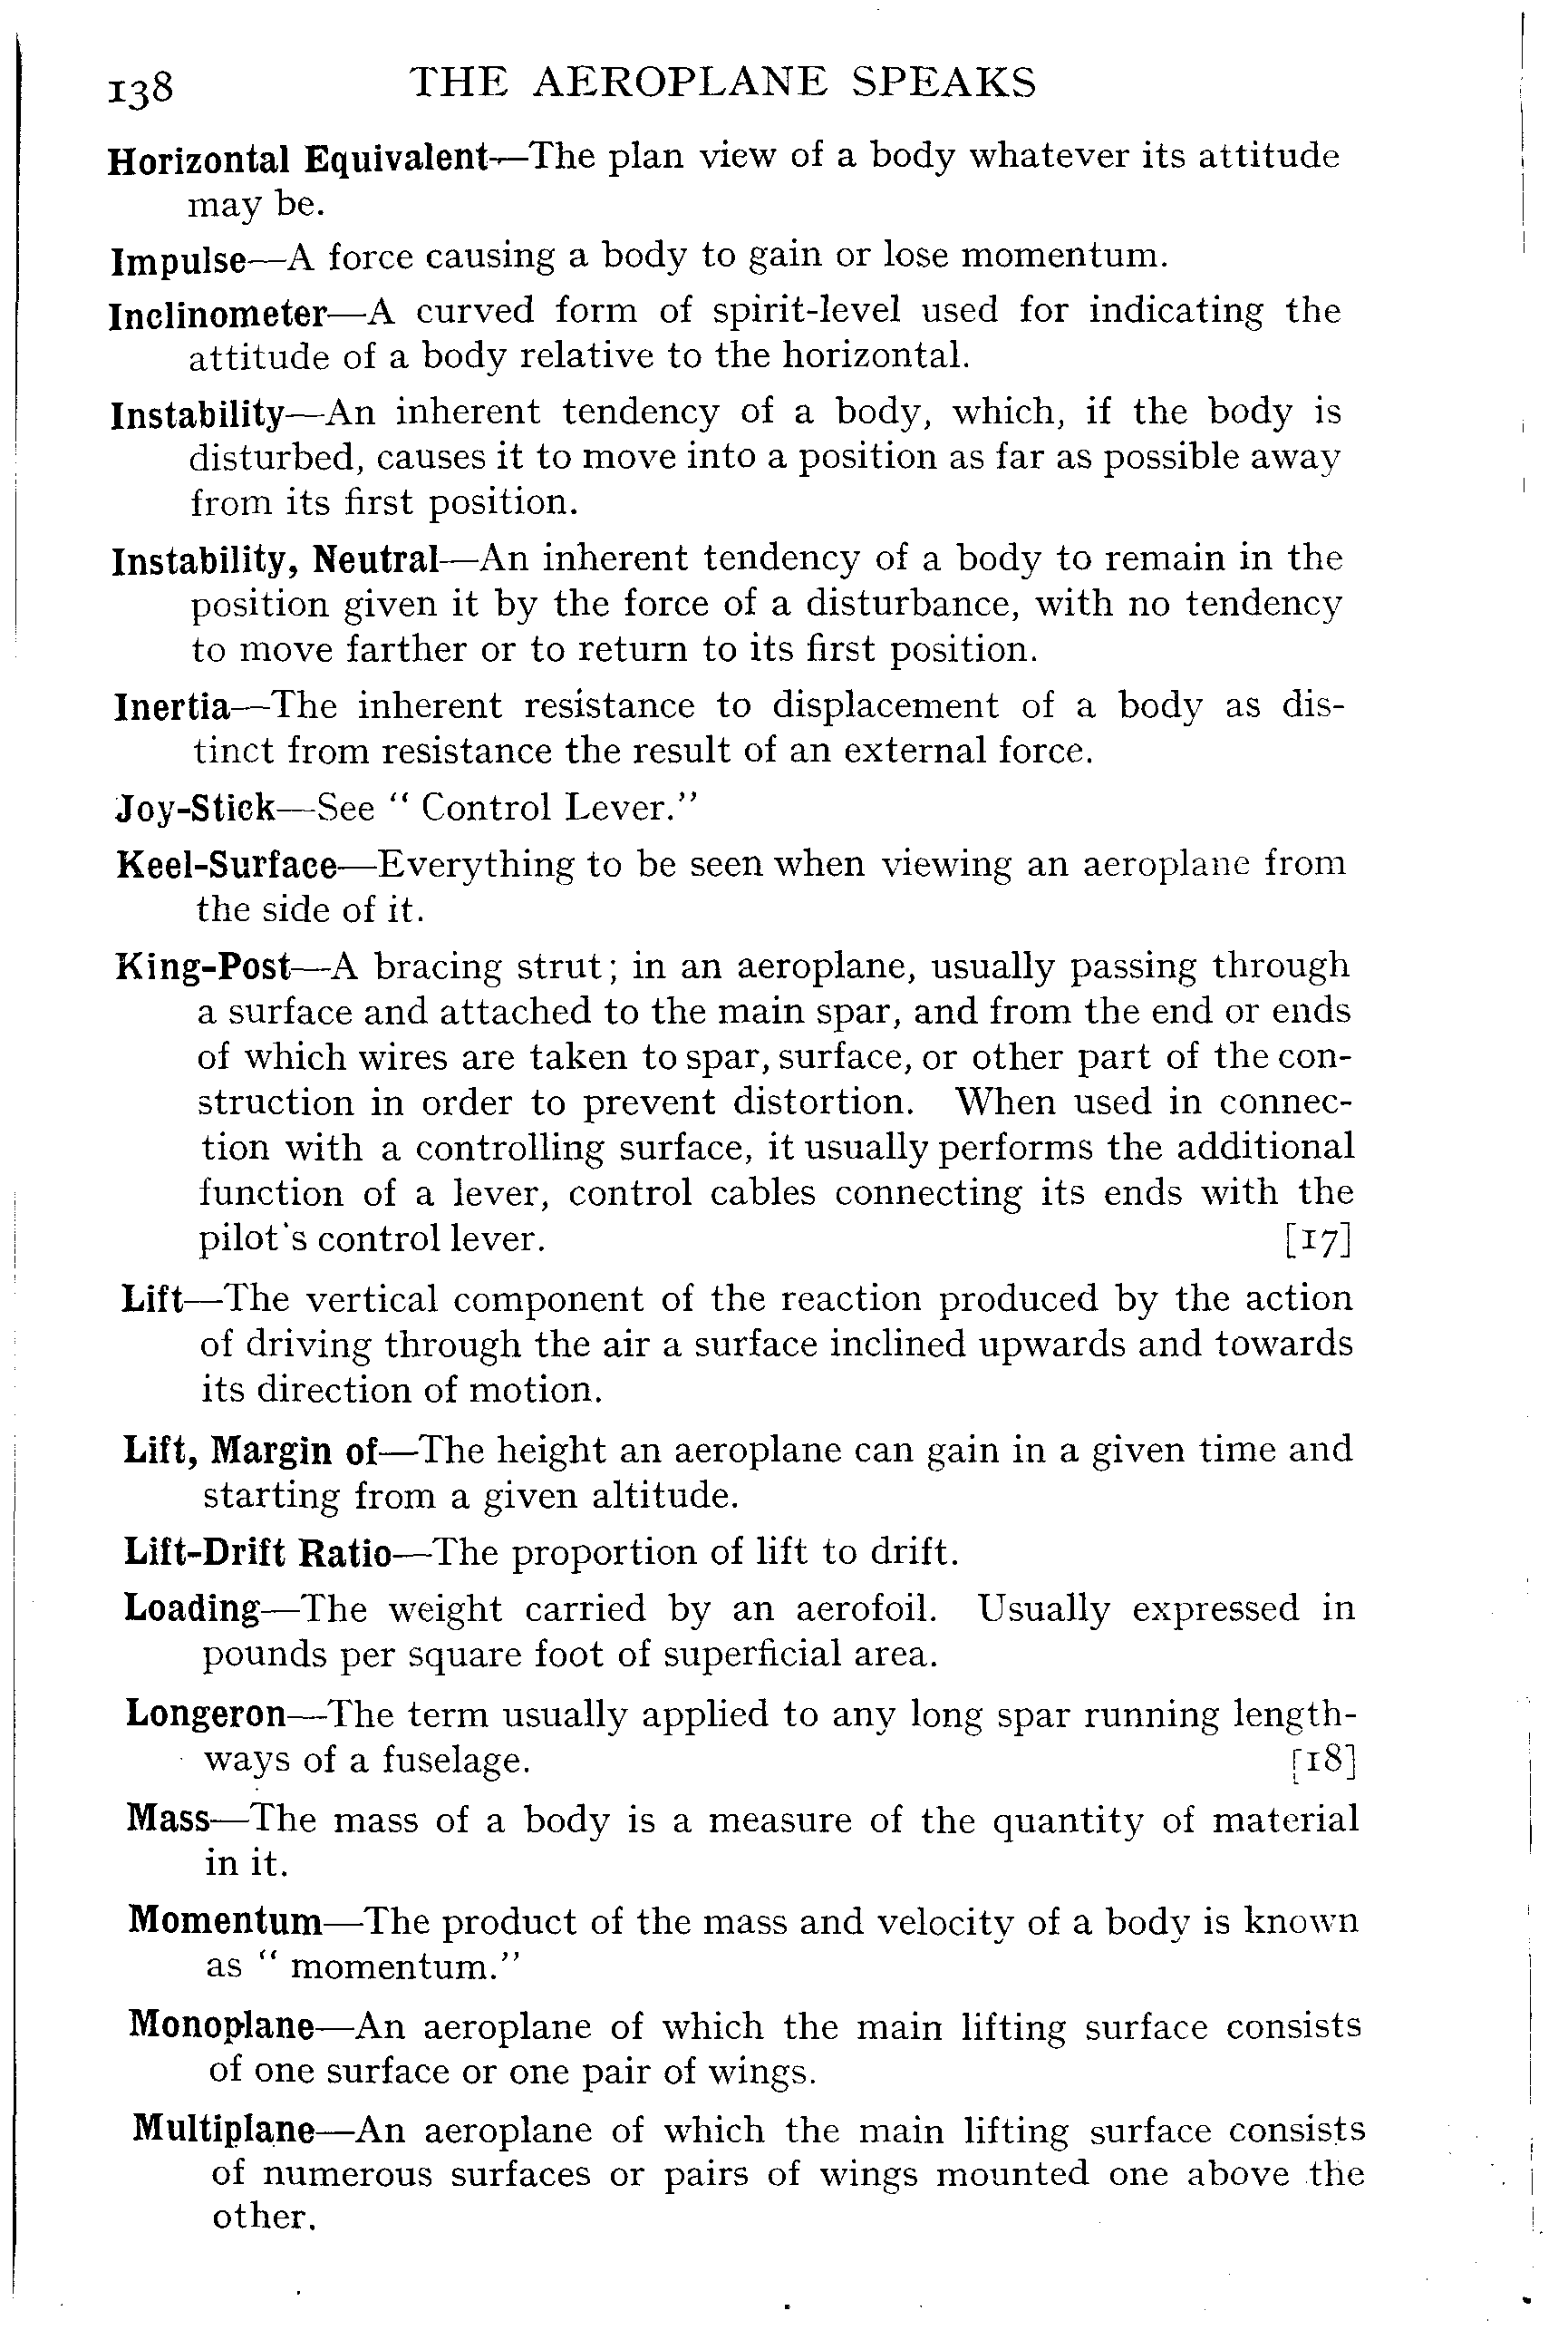 138 THE AEROPLANE SPEAKS
Horizontal Equivalent—The plan view of a body whatever its attitude
may be.
Impulse—A force causing a body to gain or lose momentum.
Inclinometer—A curved form of spirit-level used for indicating the
attitude of a body relative to the horizontal.
Instability—An inherent tendency of a body, which, if the body is
disturbed, causes it to move into a position as far as possible away
from its first position.
Instability, Neutral—An inherent tendency of a body to remain in the
position given it by the force of a disturbance, with no tendency
to move farther or to return to its first position.
Inertia—The inherent resistance to displacement of a body as dis-
tinct from resistance the result of an external force.
Joy-Stick—See “ Control Lever.”
Keel-Surface—Everything to be seen when viewing an aeroplane from
the side of it.
King-Post—A bracing strut; in an aeroplane, usually passing through
a surface and attached to the main spar, and from the end or ends
of which wires are taken to spar, surface, or other part of the con-
struction in order to prevent distortion. When used in connec-
tion with a controlling surface, it usually performs the additional
function of a lever, control cables connecting its ends with the
pilot's control lever. [17]
Lift—The vertical component of the reaction produced by the action
of driving through the air a surface inclined upwards and towards
its direction of motion.
Lift, Margin of—The height an aeroplane can gain in a given time and
starting from a given altitude.
Lift-Drift Ratio—The proportion of lift to drift.
Loading—The weight carried by an aerofoil. Usually expressed in
pounds per square foot of superficial area.
Longeron—The term usually applied to any long spar running length-
ways of a fuselage. [18]
Mass—The mass of a body is a measure of the quantity of material
in it.
Momentum—The product of the mass and velocity of a body is known
as “ momentum.”
Monoplane—An aeroplane of which the main lifting surface consists
of one surface or one pair of wings.
Multiplane—An aeroplane of which the main lifting surface consists
of numerous surfaces or pairs of wings mounted one above the
other.